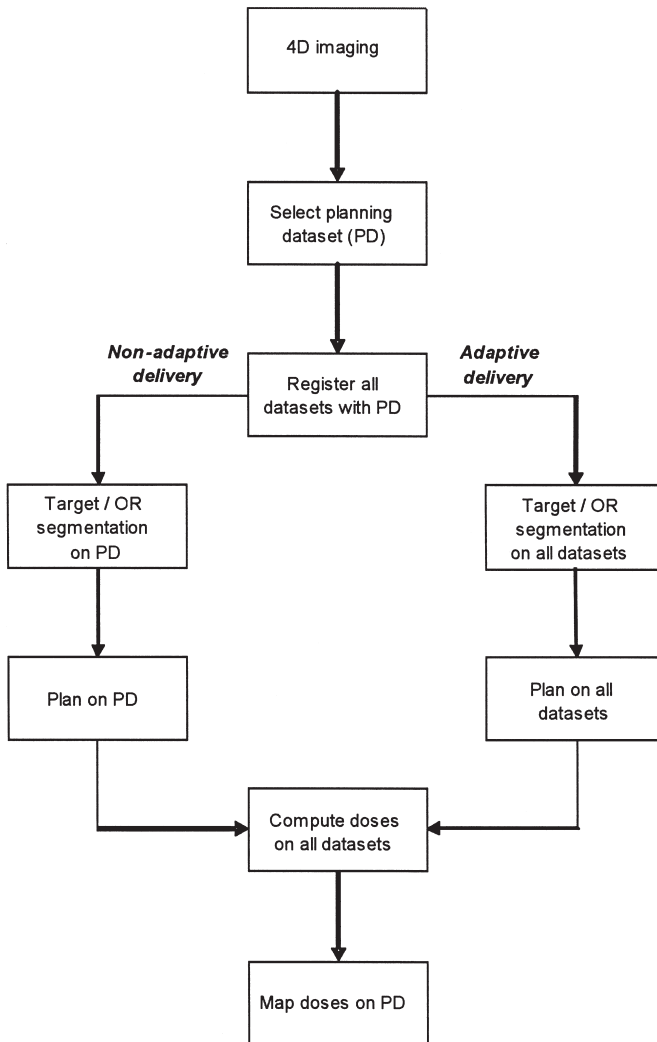 4D imaging
Select planning
dataset (PD)
Non-adaptive
delivery
Adaptive
delivery
Register all
datasets with PD
Target / OR
segmentation
on PD
Target / OR
segmentation
on all datasets
Plan on PD
Plan on all
datasets
Compute doses
on all datasets
Map doses on PD